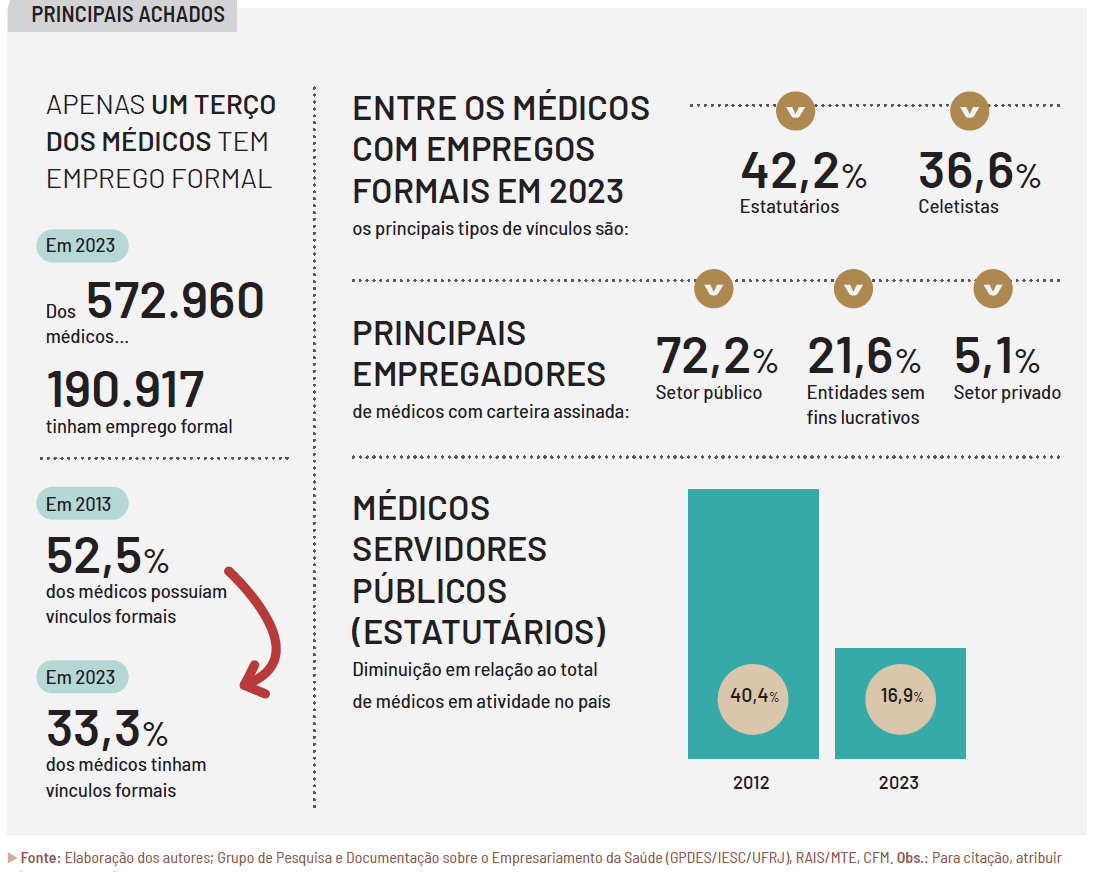 PRINCIPAIS ACHADOS
APENAS UM TERÇO
DOS MÉDICOS TEM
EMPREGO FORMAL
Em 2023
Dos 572.960
médicos...
190.917
tinham emprego formal
Em 2013
52,5%
dos médicos possuíam
vínculos formais
Em 2023
33,3%
dos médicos tinham
vínculos formais
ENTRE OS MÉDICOS
COM EMPREGOS
FORMAIS EM 2023
os principais tipos de vínculos são:
42,2%
Estatutários
36,6%
Celetistas
PRINCIPAIS
EMPREGADORES
de médicos com carteira assinada:
72,2%
Setor público
21,6%
Entidades sem
fins lucrativos
5,1%
Setor privado
MÉDICOS
SERVIDORES
PÚBLICOS
(ESTATUTÁRIOS)
Diminuição em relação ao total
de médicos em atividade no país
40,4%
16,9%
2012
2023
Fonte: Elaboração dos autores; Grupo de Pesquisa e Documentação sobre o Empresariamento da Saúde (GPDES/IESC/UFRJ), RAIS/MTE, CFM. Obs.: Para citação, atribuir